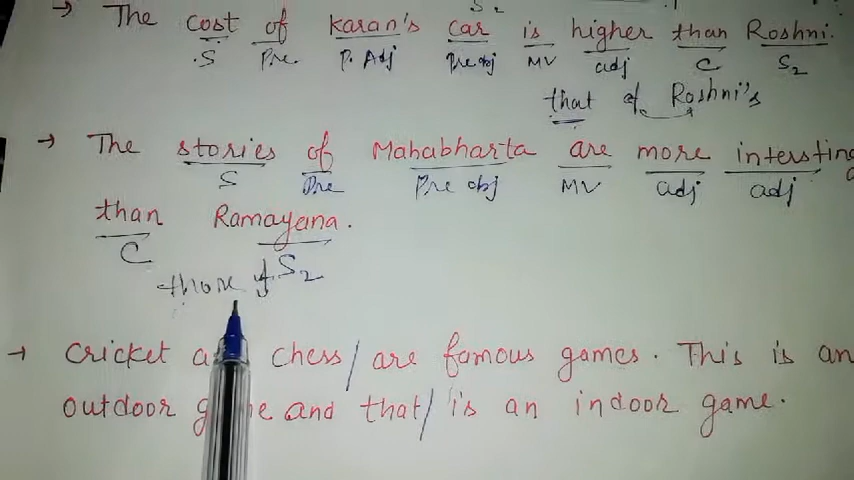 S2
→ The cost of Karan's car is higher than Roshni.
.S Pre. P. Adj Pre obj MV adj C S2
that of Roshni's
→ The stories of Mahabharta are more intersting
S Pre Pre obj MV adj adj
than Ramayana.
C S2
those of
→ Cricket a chess/ are famous games. This is an
outdoor g e and that/ is an indoor game.